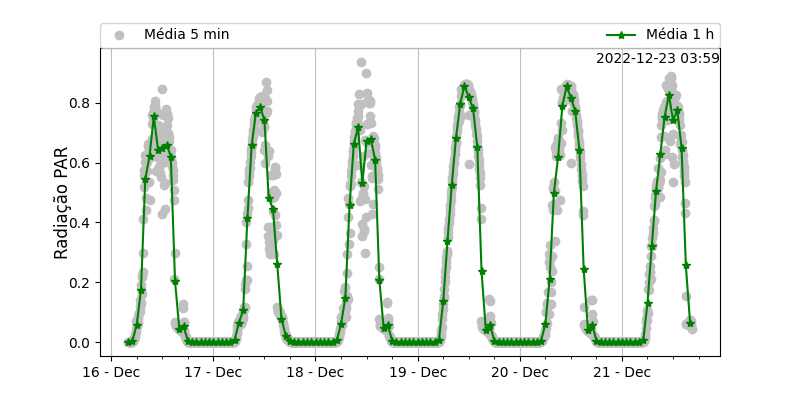 Média 5 min
Média 1 h
2022-12-23 03:59
Radiação PAR
0.8
0.6
0.4
0.2
0.0
16 - Dec
17 - Dec
18 - Dec
19 - Dec
20 - Dec
21 - Dec